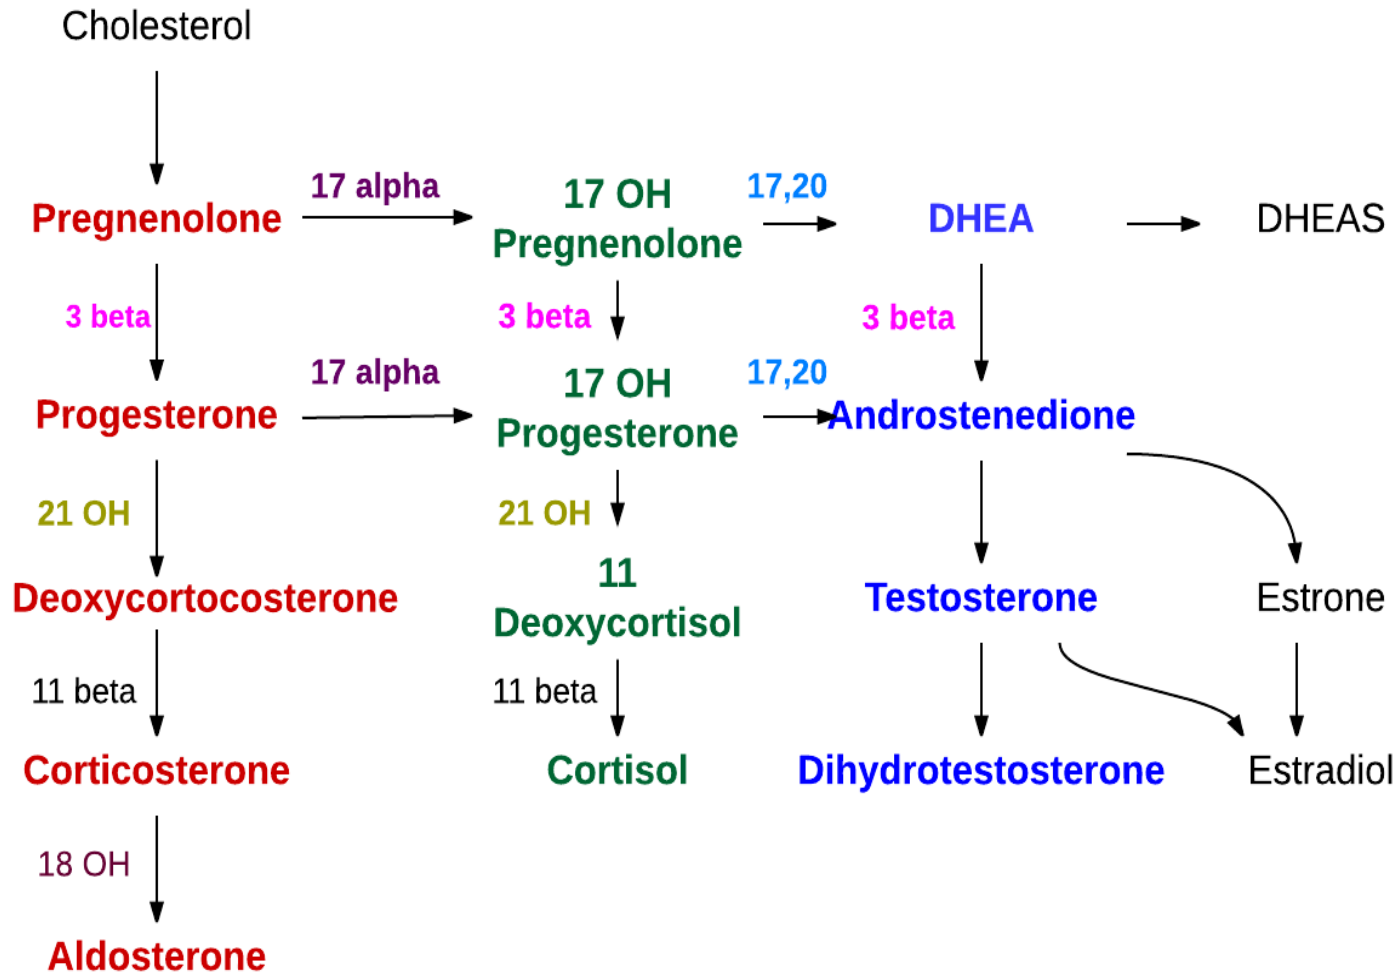 Cholesterol
17 alpha
17 OH
17,20
Pregnenolone
Pregnenolone
DHEA
DHEAS
3 beta
3 beta
3 beta
17 alpha
17 OH
17,20
Progesterone
Progesterone
Androstenedione
21 OH
21 OH
11
Deoxycortocosterone
Deoxycortisol
Testosterone
Estrone
11 beta
11 beta
Corticosterone
Cortisol
Dihydrotestosterone
Estradiol
18 OH
Aldosterone